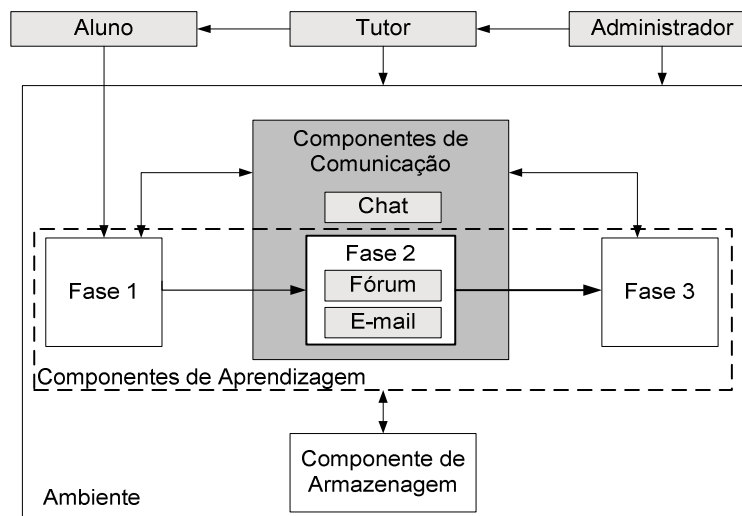 Aluno
Tutor
Administrador
Componentes de
Comunicação
Chat
Fase 2
Fase 1
Fórum
Fase 3
E-mail
Componentes de Aprendizagem
Componente de
Armazenagem
Ambiente